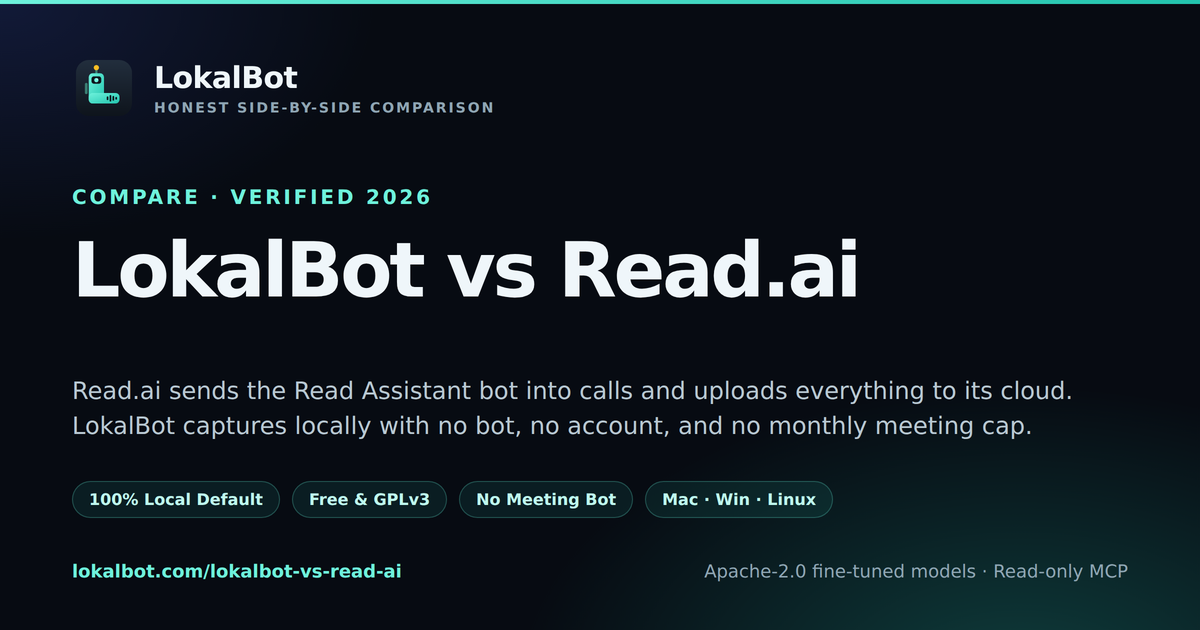 LokalBot
HONEST SIDE-BY-SIDE COMPARISON
COMPARE · VERIFIED 2026
LokalBot vs Read.ai
Read.ai sends the Read Assistant bot into calls and uploads everything to its cloud.
LokalBot captures locally with no bot, no account, and no monthly meeting cap.
100% Local Default
Free & GPLv3
No Meeting Bot
Mac · Win · Linux
lokalbot.com/lokalbot-vs-read-ai
Apache-2.0 fine-tuned models · Read-only MCP